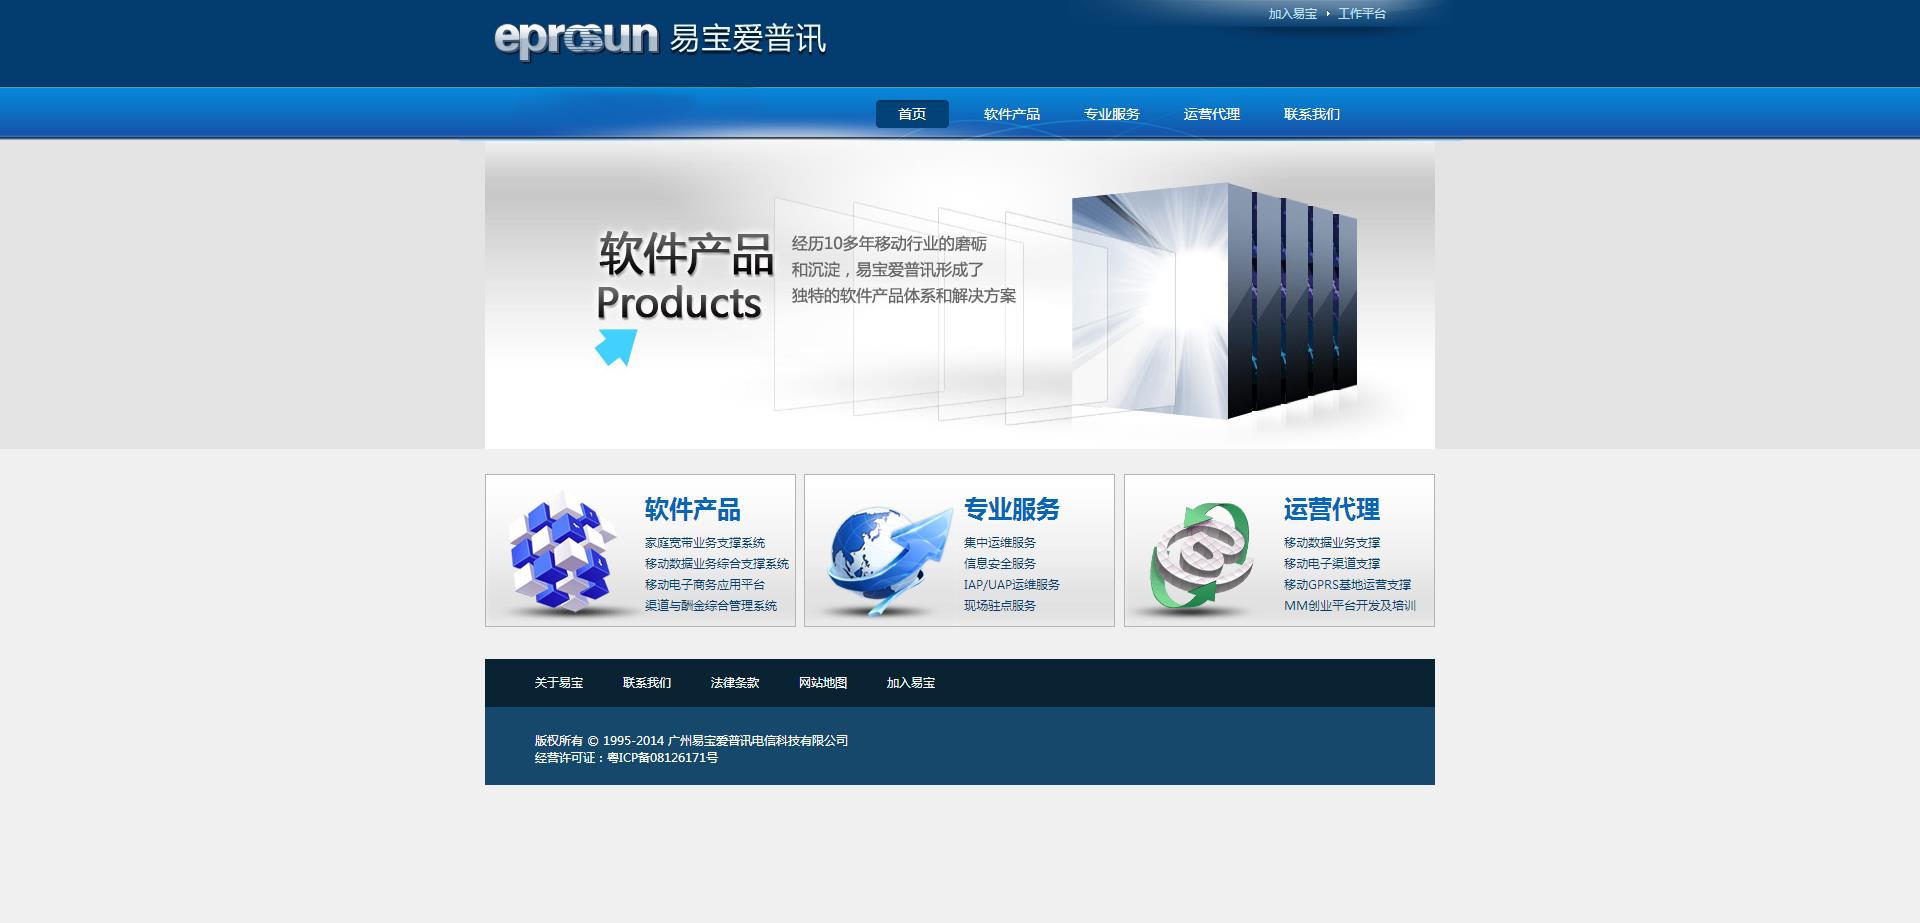 加入易宝 工作平台
eprosun 易宝爱普讯
首页 软件产品 专业服务 运营代理 联系我们
软件产品
Products
经历10多年移动行业的磨砺
和沉淀，易宝爱普讯形成了
独特的软件产品体系和解决方案
软件产品
家庭宽带业务支撑系统
移动数据业务综合支撑系统
移动电子商务应用平台
渠道与酬金综合管理系统
专业服务
集中运维服务
信息安全服务
IAP/UAP运维服务
现场驻点服务
运营代理
移动数据业务支撑
移动电子渠道支撑
移动GPRS基地运营支撑
MM创业平台开发及培训
关于易宝 联系我们 法律条款 网站地图 加入易宝
版权所有 © 1995-2014 广州易宝爱普讯电信科技有限公司
经营许可证：粤ICP备08126171号